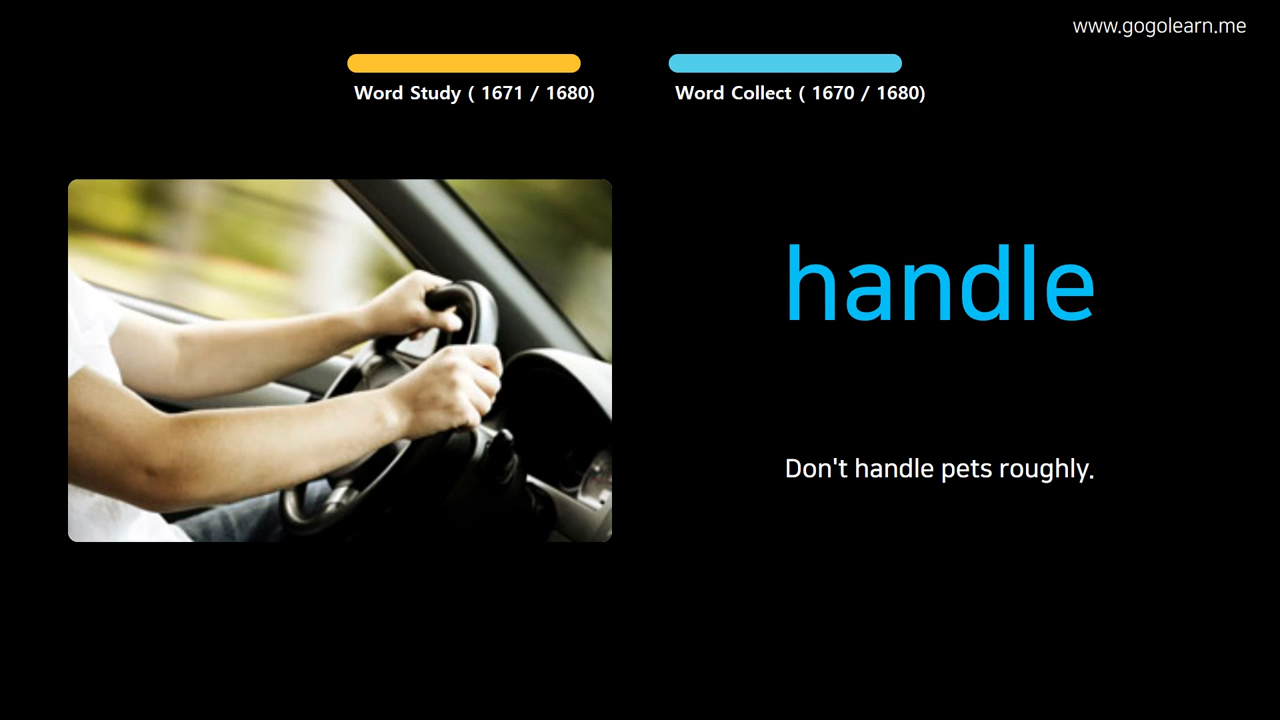 www.gogolearn.me
Word Study ( 1671 / 1680)
Word Collect ( 1670 / 1680)
handle
Don't handle pets roughly.